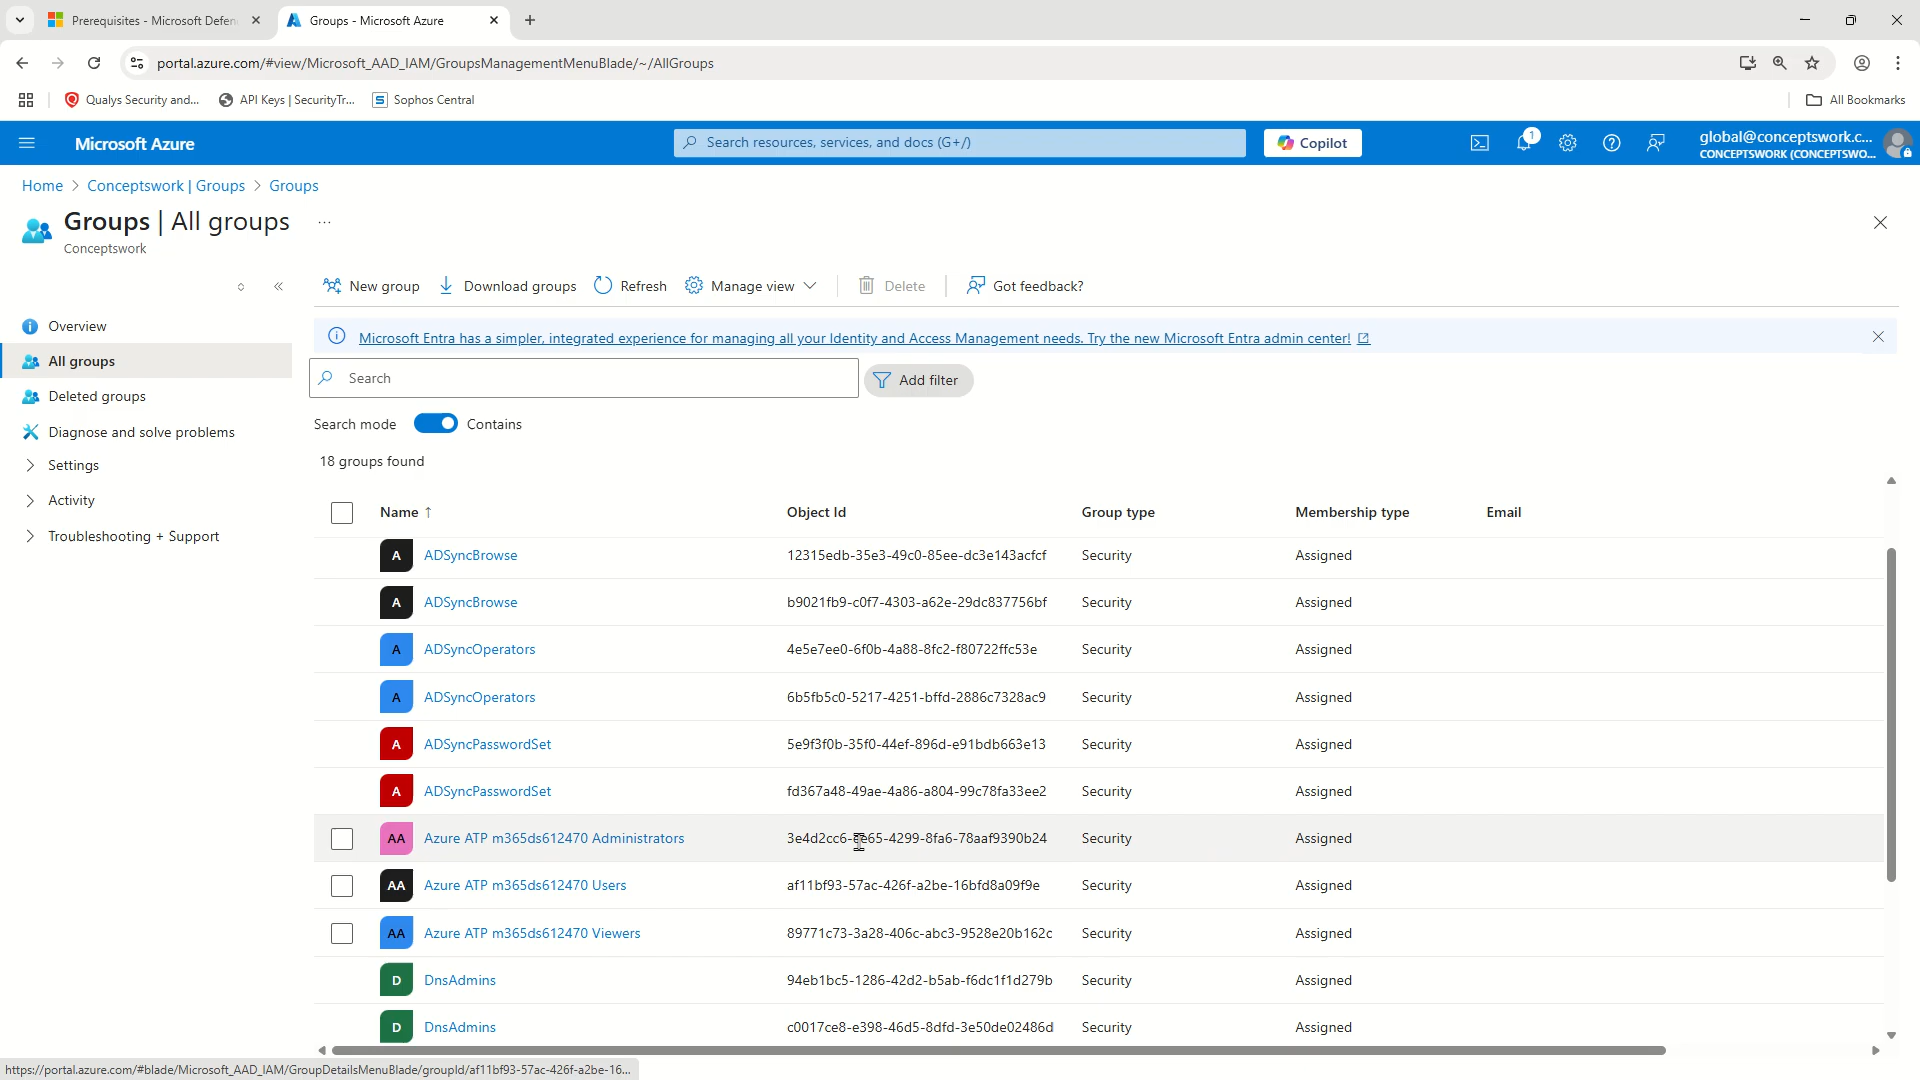 Prerequisites - Microsoft Defen
Groups - Microsoft Azure
portal.azure.com/#view/Microsoft_AAD_IAM/GroupsManagementMenuBlade/~/AllGroups
Qualys Security and...
API Keys | SecurityTr...
Sophos Central
All Bookmarks
Microsoft Azure
Search resources, services, and docs (G+/)
Copilot
1
global@conceptswork.c...
CONCEPTSWORK (CONCEPTSWO...
Home > Conceptswork | Groups > Groups
Groups | All groups ...
Conceptswork
New group
Download groups
Refresh
Manage view
Delete
Got feedback?
Overview
All groups
Deleted groups
Diagnose and solve problems
Settings
Activity
Troubleshooting + Support
Microsoft Entra has a simpler, integrated experience for managing all your Identity and Access Management needs. Try the new Microsoft Entra admin center!
Search
Add filter
Search mode Contains
18 groups found
Name ↑ Object Id Group type Membership type Email
A ADSyncBrowse 12315edb-35e3-49c0-85ee-dc3e143acfcf Security Assigned
A ADSyncBrowse b9021fb9-c0f7-4303-a62e-29dc837756bf Security Assigned
A ADSyncOperators 4e5e7ee0-6f0b-4a88-8fc2-f80722ffc53e Security Assigned
A ADSyncOperators 6b5fb5c0-5217-4251-bffd-2886c7328ac9 Security Assigned
A ADSyncPasswordSet 5e9f3f0b-35f0-44ef-896d-e91bdb663e13 Security Assigned
A ADSyncPasswordSet fd367a48-49ae-4a86-a804-99c78fa33ee2 Security Assigned
AA Azure ATP m365ds612470 Administrators Security Assigned
AA Azure ATP m365ds612470 Users af11bf93-57ac-426f-a2be-16bfd8a09f9e Security Assigned
AA Azure ATP m365ds612470 Viewers 89771c73-3a28-406c-abc3-9528e20b162c Security Assigned
D DnsAdmins 94eb1bc5-1286-42d2-b5ab-f6dc1f1d279b Security Assigned
D DnsAdmins c0017ce8-e398-46d5-8dfd-3e50de02486d Security Assigned
https://portal.azure.com/#blade/Microsoft_AAD_IAM/GroupDetailsMenuBlade/groupId/af11bf93-57ac-426f-a2be-16...